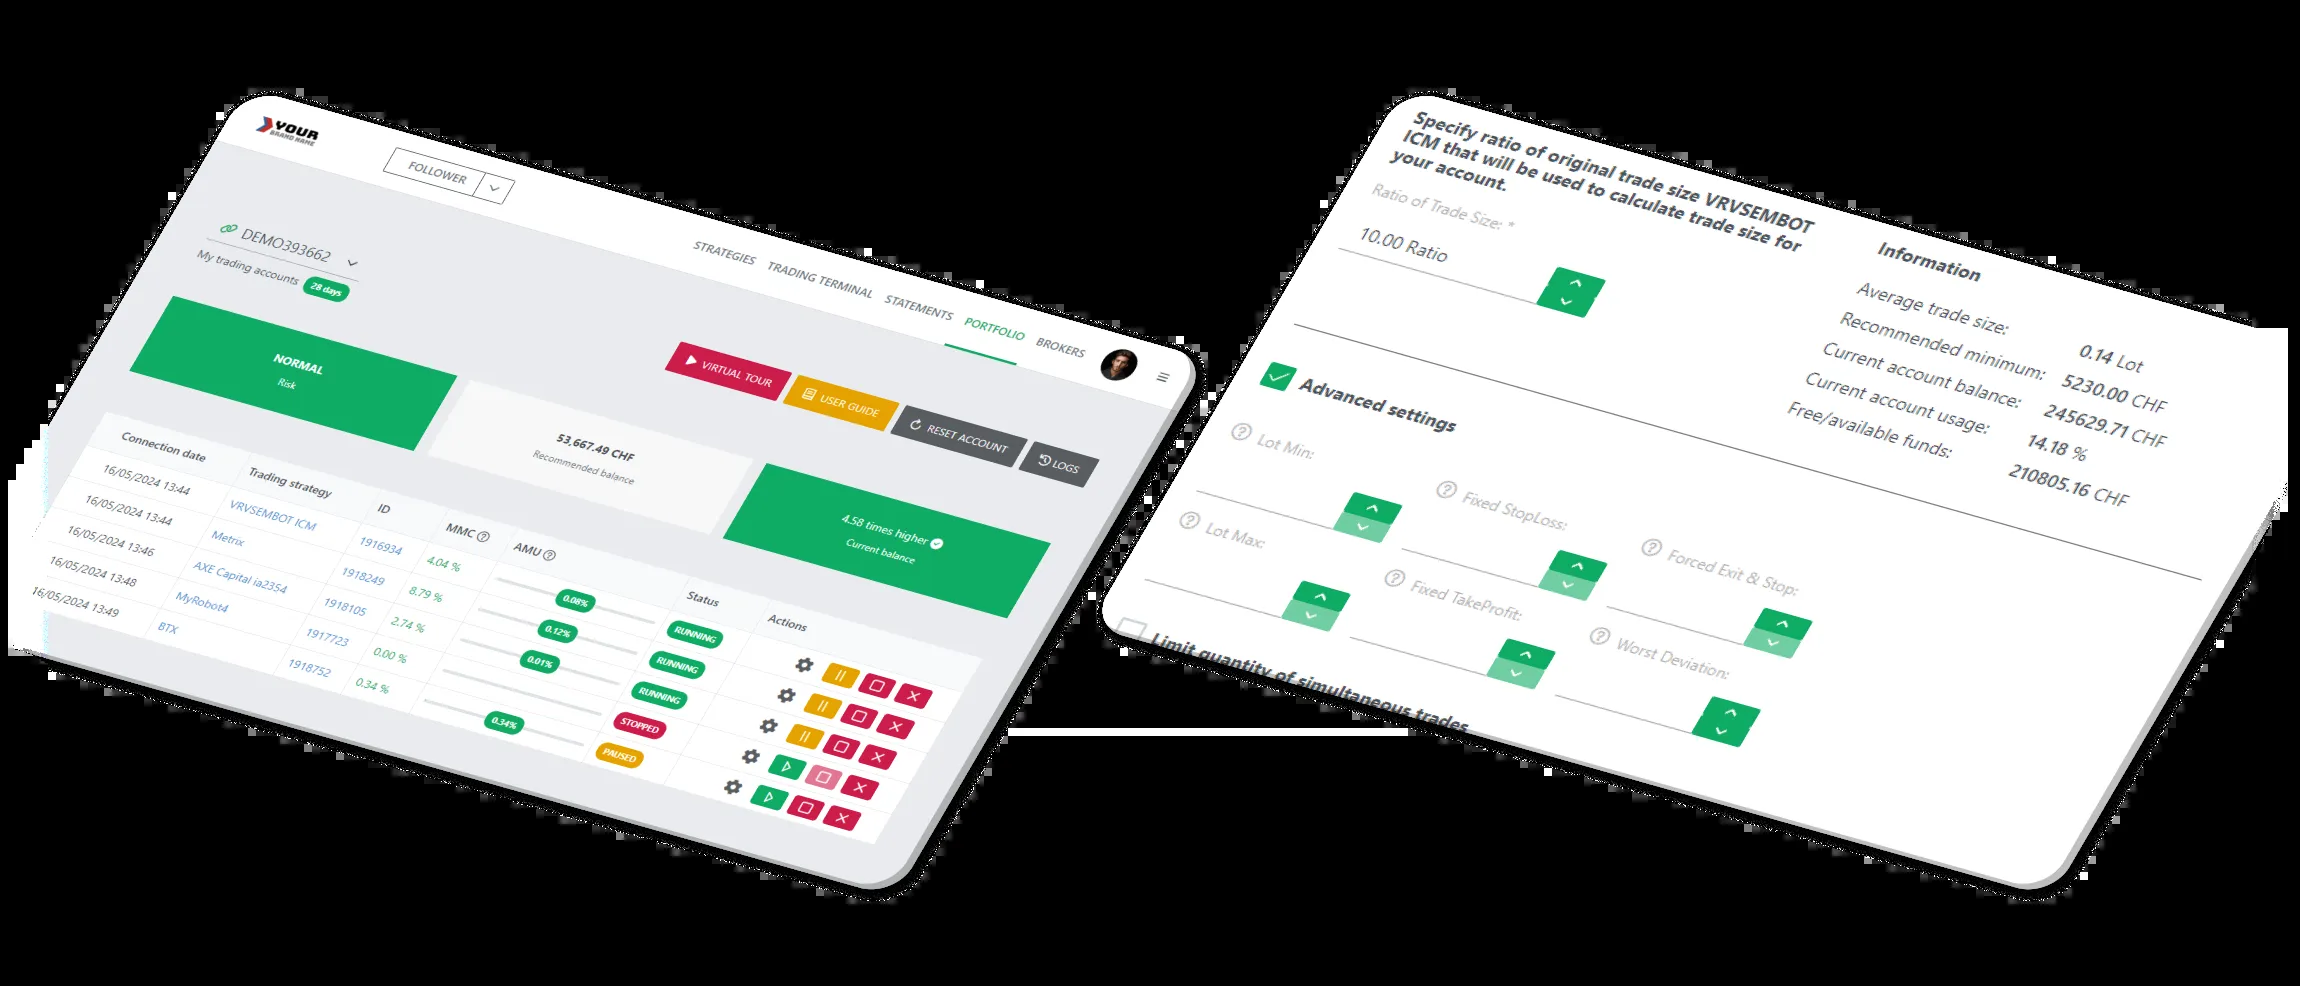 YOUR
BRAND NAME
FOLLOWER
STRATEGIES
TRADING TERMINAL
STATEMENTS
PORTFOLIO
BROKERS
DEMO393662
My trading accounts
28 days
VIRTUAL TOUR
USER GUIDE
RESET ACCOUNT
LOGS
NORMAL
Risk
53,667.49 CHF
Recommended balance
4.58 times higher
Current balance
Connection date Trading strategy ID MMC AMU Status Actions
16/05/2024 13:44 VRVSEMBOT ICM 1916934 4.04 % 0.08% RUNNING
16/05/2024 13:44 Metrix 1918249 8.79 % 0.12% RUNNING
16/05/2024 13:46 AXE Capital ia2354 1918105 2.74 % 0.01% RUNNING
16/05/2024 13:48 MyRobot4 1917723 0.00 % STOPPED
16/05/2024 13:49 BTX 1918752 0.34 % 0.34% PAUSED
Specify ratio of original trade size VRVSEMBOT
ICM that will be used to calculate trade size for
your account.
Ratio of Trade Size: *
10.00 Ratio
Information
Average trade size: 0.14 Lot
Recommended minimum: 5230.00 CHF
Current account balance: 245629.71 CHF
Current account usage: 14.18 %
Free/available funds: 210805.16 CHF
Advanced settings
Lot Min:
Fixed StopLoss:
Forced Exit & Stop:
Lot Max:
Fixed TakeProfit:
Worst Deviation:
Limit quantity of simultaneous trades